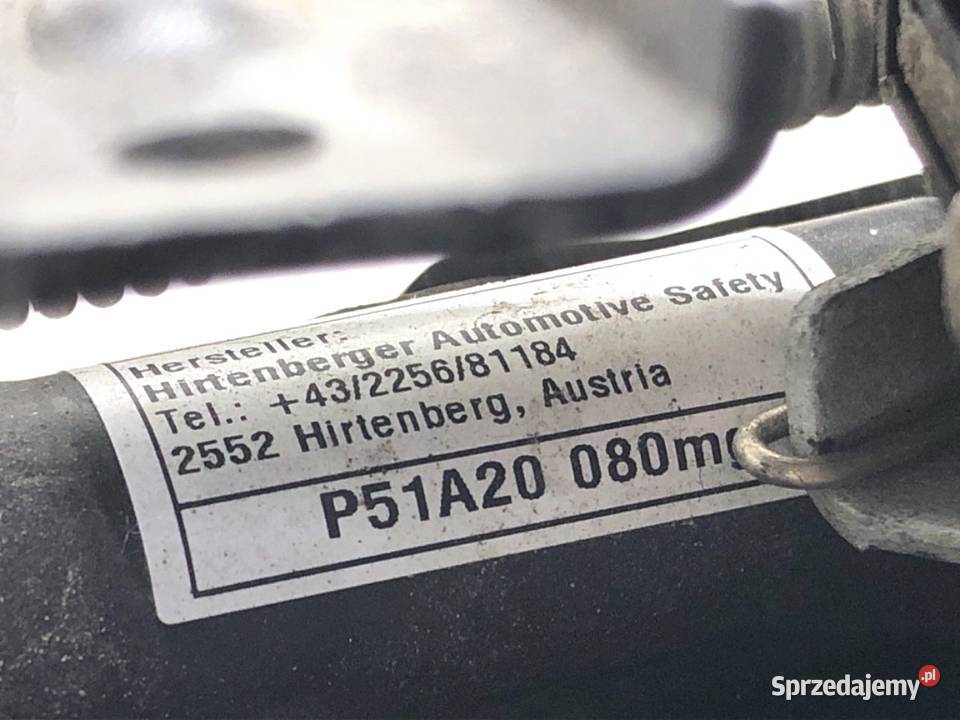 Hersteller:
Hirtenberger Automotive Safety
Tel.: +43/2256/81184
2552 Hirtenberg, Austria
P51A20 080mg
Sprzedajemy.pl